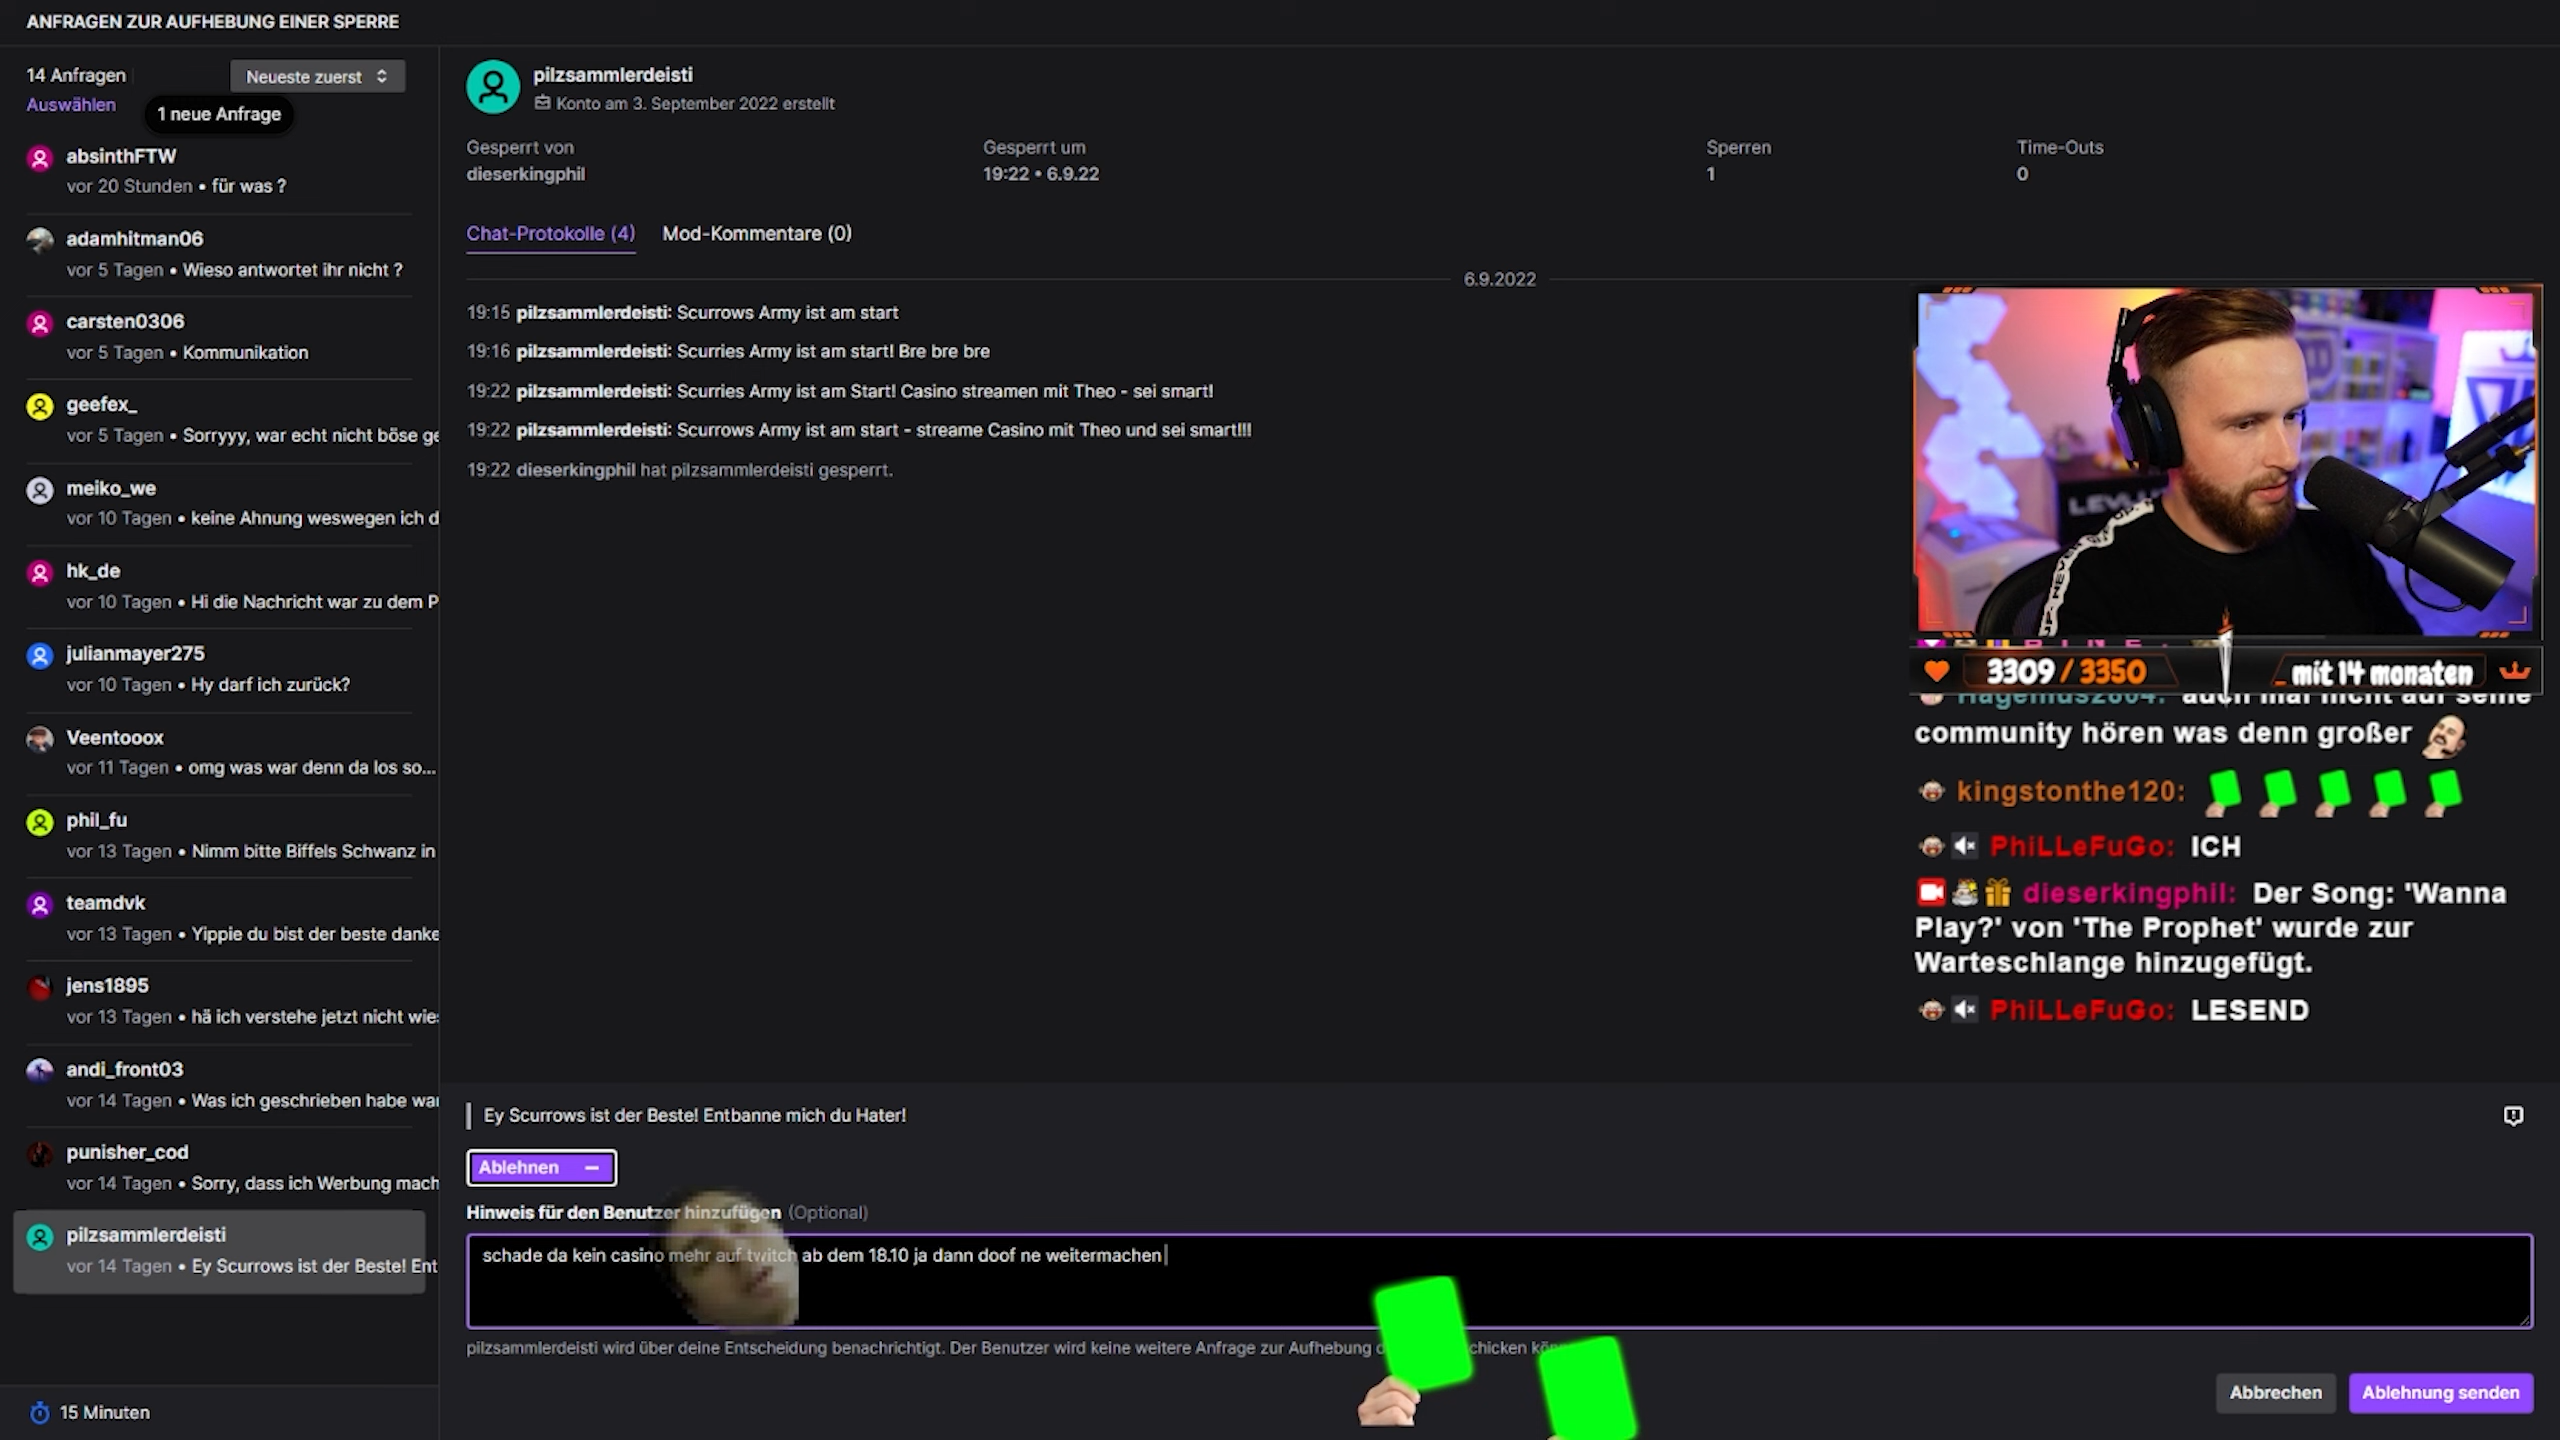 ANFRAGEN ZUR AUFHEBUNG EINER SPERRE
14 Anfragen
Neueste zuerst
Auswählen
1 neue Anfrage
absinthFTW
vor 20 Stunden • für was ?
adamhitman06
vor 5 Tagen • Wieso antwortet ihr nicht ?
carsten0306
vor 5 Tagen • Kommunikation
geefex_
vor 5 Tagen • Sorryyy, war echt nicht böse ge
meiko_we
vor 10 Tagen • keine Ahnung weswegen ich d
hk_de
vor 10 Tagen • Hi die Nachricht war zu dem P
julianmayer275
vor 10 Tagen • Hy darf ich zurück?
Veentooox
vor 11 Tagen • omg was war denn da los so...
phil_fu
vor 13 Tagen • Nimm bitte Biffels Schwanz in
teamdvk
vor 13 Tagen • Yippie du bist der beste danke
jens1895
vor 13 Tagen • hä ich verstehe jetzt nicht wie
andi_front03
vor 14 Tagen • Was ich geschrieben habe war
punisher_cod
vor 14 Tagen • Sorry, dass ich Werbung mach
pilzsammlerdeisti
vor 14 Tagen • Ey Scurrows ist der Beste! Ent
15 Minuten
pilzsammlerdeisti
Konto am 3. September 2022 erstellt
Gesperrt von
dieserkingphil
Gesperrt um
19:22 • 6.9.22
Sperren
1
Time-Outs
0
Chat-Protokolle (4)
Mod-Kommentare (0)
6.9.2022
19:15 pilzsammlerdeisti: Scurrows Army ist am start
19:16 pilzsammlerdeisti: Scurries Army ist am start! Bre bre bre
19:22 pilzsammlerdeisti: Scurries Army ist am Start! Casino streamen mit Theo - sei smart!
19:22 pilzsammlerdeisti: Scurrows Army ist am start - streame Casino mit Theo und sei smart!!!
19:22 dieserkingphil hat pilzsammlerdeisti gesperrt.
3309 / 3350
mit 14 monaten
auch mal nicht auf seine
community hören was denn großer
kingstonthe120:
PhiLLeFuGo: ICH
dieserkingphil: Der Song: 'Wanna
Play?' von 'The Prophet' wurde zur
Warteschlange hinzugefügt.
PhiLLeFuGo: LESEND
Ey Scurrows ist der Beste! Entbanne mich du Hater!
Ablehnen
Hinweis für den Benutzer hinzufügen (Optional)
schade da kein casino mehr auf twitch ab dem 18.10 ja dann doof ne weitermachen
pilzsammlerdeisti wird über deine Entscheidung benachrichtigt. Der Benutzer wird keine weitere Anfrage zur Aufhebung
Abbrechen
Ablehnung senden